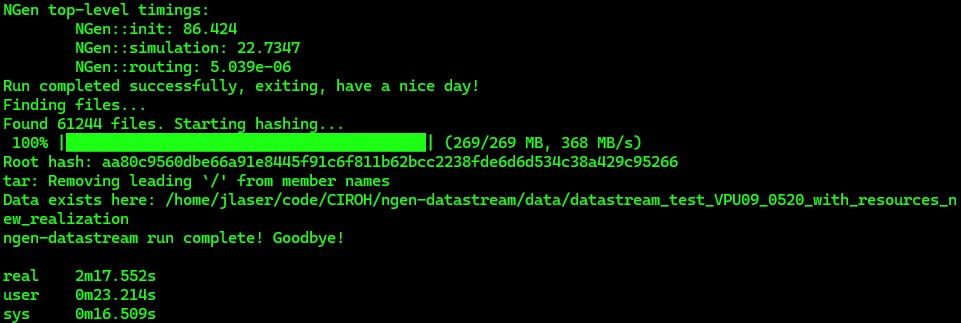 NGen top-level timings:
NGen::init: 86.424
NGen::simulation: 22.7347
NGen::routing: 5.039e-06
Run completed successfully, exiting, have a nice day!
Finding files...
Found 61244 files. Starting hashing...
100% |                                        | (269/269 MB, 368 MB/s)
Root hash: aa80c9560dbe66a91e8445f91c6f811b62bcc2238fde6d6d534c38a429c95266
tar: Removing leading `/' from member names
Data exists here: /home/jlaser/code/CIROH/ngen-datastream/data/datastream_test_VPU09_0520_with_resources_n
ew_realization
ngen-datastream run complete! Goodbye!
real 2m17.552s
user 0m23.214s
sys 0m16.509s